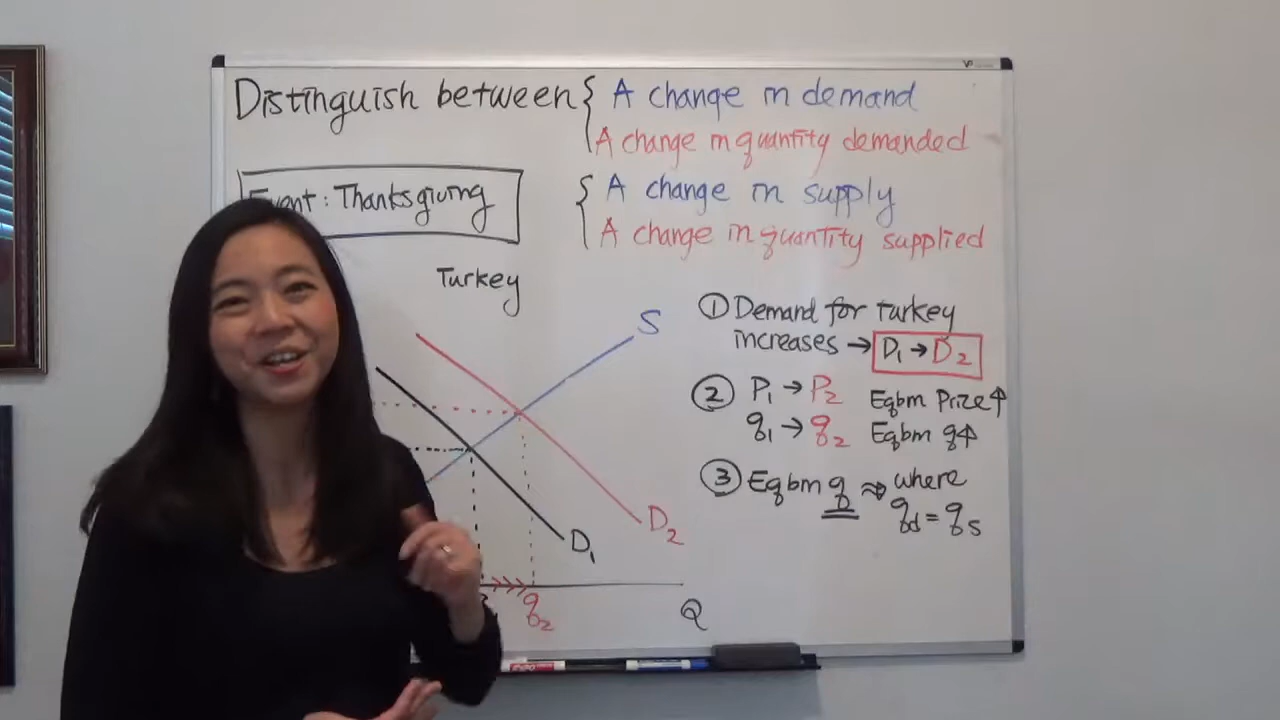 Distinguish between { A change in demand
A change in quantity demanded
Event : Thanksgiving
{ A change in supply
A change in quantity supplied
Turkey
S
D1
D2
q2
Q
① Demand for turkey
increases → D1 → D2
② P1 → P2 Eqbm Prize↑
q1 → q2 Eqbm q↑
③ Eqbm q ⇒ where
qd = qs